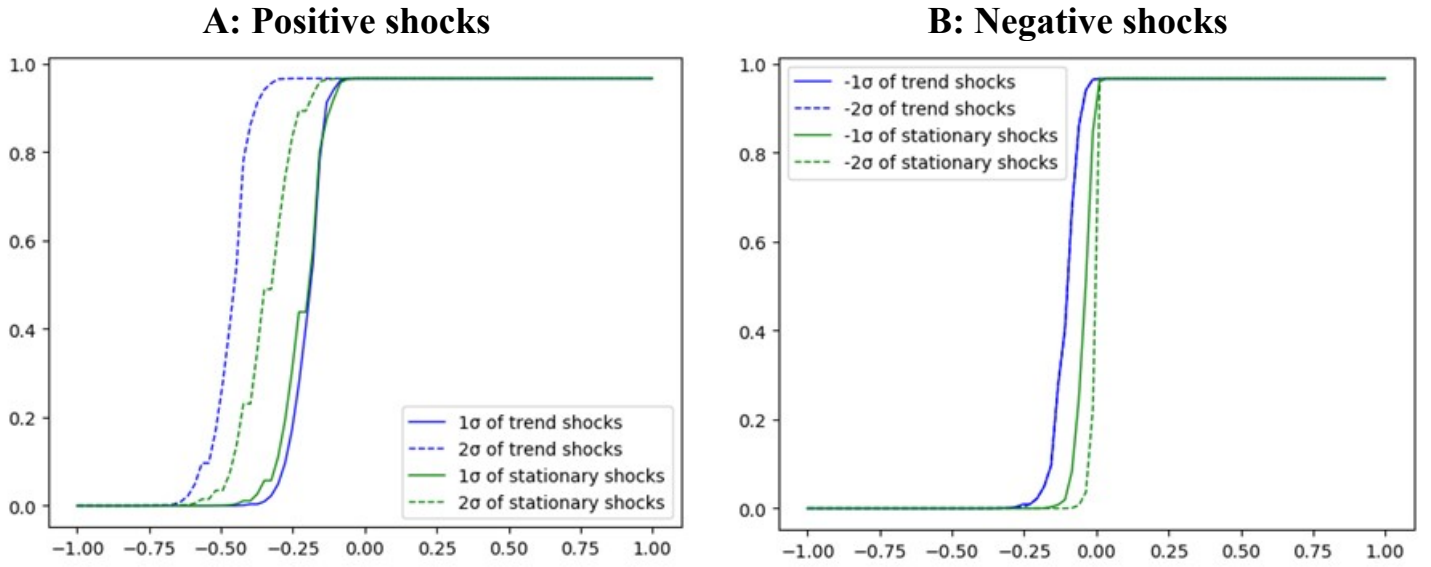 A: Positive shocks
1.0
0.8
0.6
0.4
0.2
0.0
1σ of trend shocks
2σ of trend shocks
1σ of stationary shocks
2σ of stationary shocks
−1.00 −0.75 −0.50 −0.25 0.00 0.25 0.50 0.75 1.00
B: Negative shocks
1.0
0.8
0.6
0.4
0.2
0.0
-1σ of trend shocks
-2σ of trend shocks
-1σ of stationary shocks
-2σ of stationary shocks
−1.00 −0.75 −0.50 −0.25 0.00 0.25 0.50 0.75 1.00